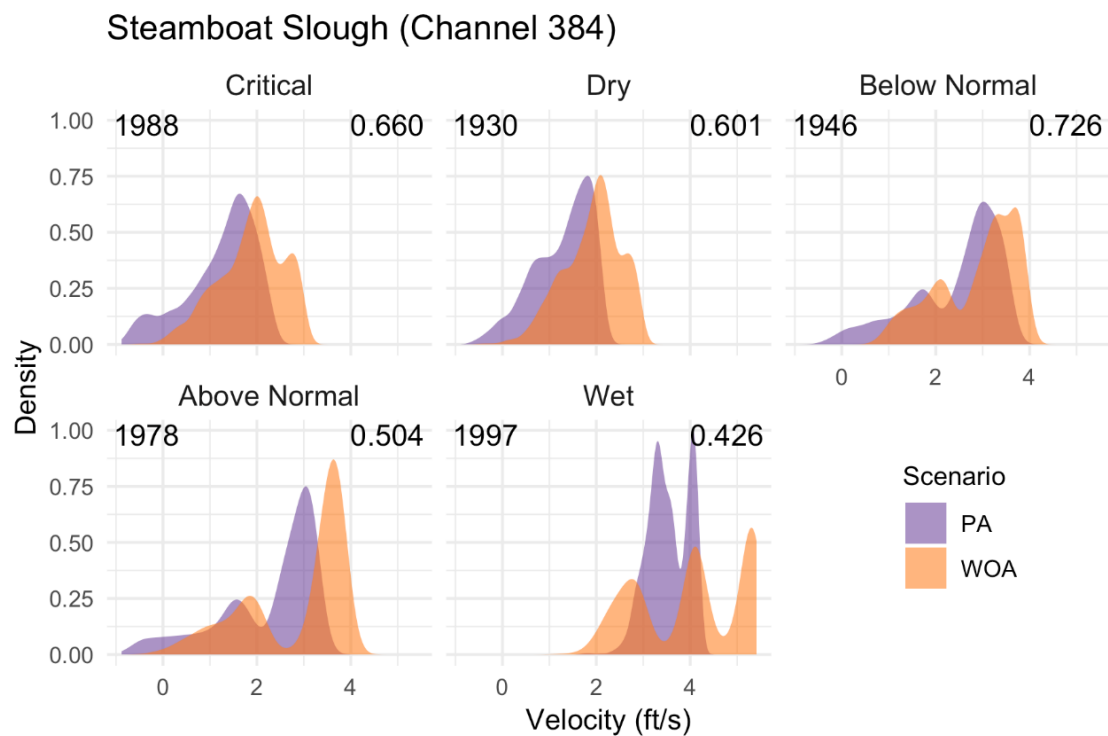 Steamboat Slough (Channel 384)
Critical Dry Below Normal
1988 0.660 1930 0.601 1946 0.726
1.00
0.75
0.50
0.25
0.00
0 2 4
Above Normal Wet
1978 0.504 1997 0.426
1.00
0.75
0.50
0.25
0.00
0 2 4 0 2 4
Density
Velocity (ft/s)
Scenario
PA
WOA